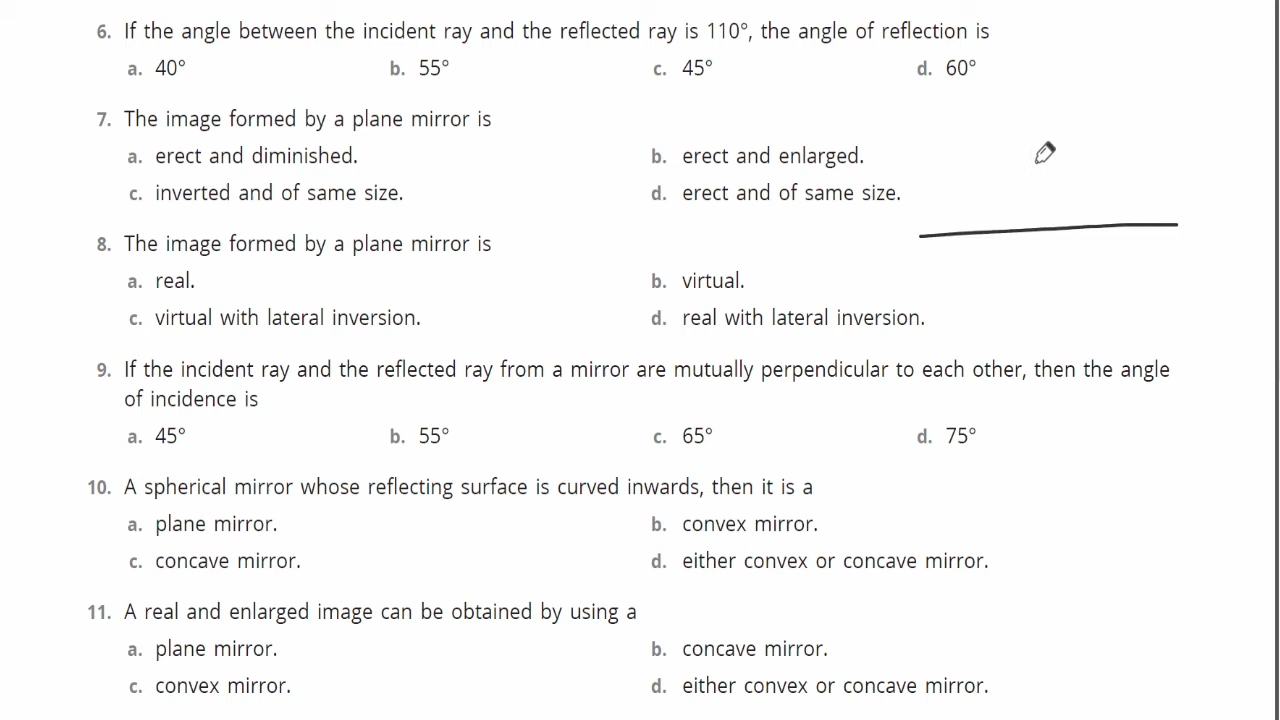 6. If the angle between the incident ray and the reflected ray is 110°, the angle of reflection is
a. 40° b. 55° c. 45° d. 60°
7. The image formed by a plane mirror is
a. erect and diminished. b. erect and enlarged.
c. inverted and of same size. d. erect and of same size.
8. The image formed by a plane mirror is
a. real. b. virtual.
c. virtual with lateral inversion. d. real with lateral inversion.
9. If the incident ray and the reflected ray from a mirror are mutually perpendicular to each other, then the angle
of incidence is
a. 45° b. 55° c. 65° d. 75°
10. A spherical mirror whose reflecting surface is curved inwards, then it is a
a. plane mirror. b. convex mirror.
c. concave mirror. d. either convex or concave mirror.
11. A real and enlarged image can be obtained by using a
a. plane mirror. b. concave mirror.
c. convex mirror. d. either convex or concave mirror.